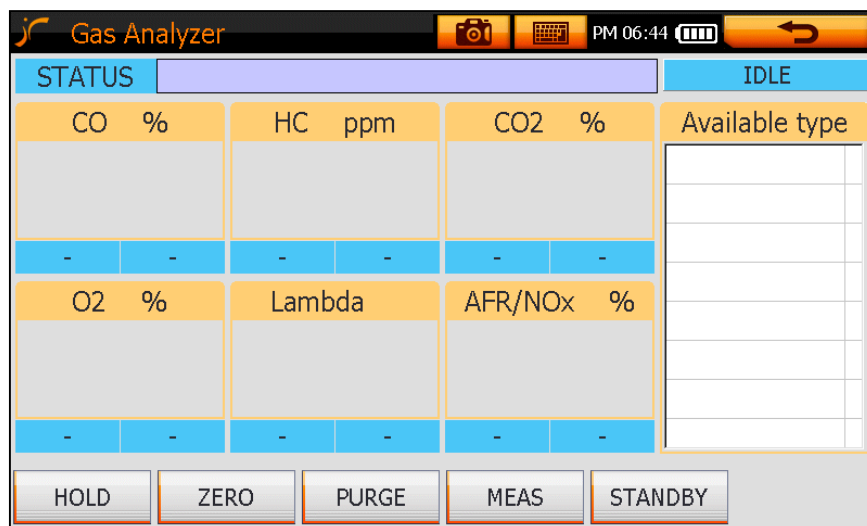 Gas Analyzer PM 06:44
STATUS IDLE
CO % HC ppm CO2 % Available type
- - - - - -
O2 % Lambda AFR/NOx %
- - - - - -
HOLD ZERO PURGE MEAS STANDBY